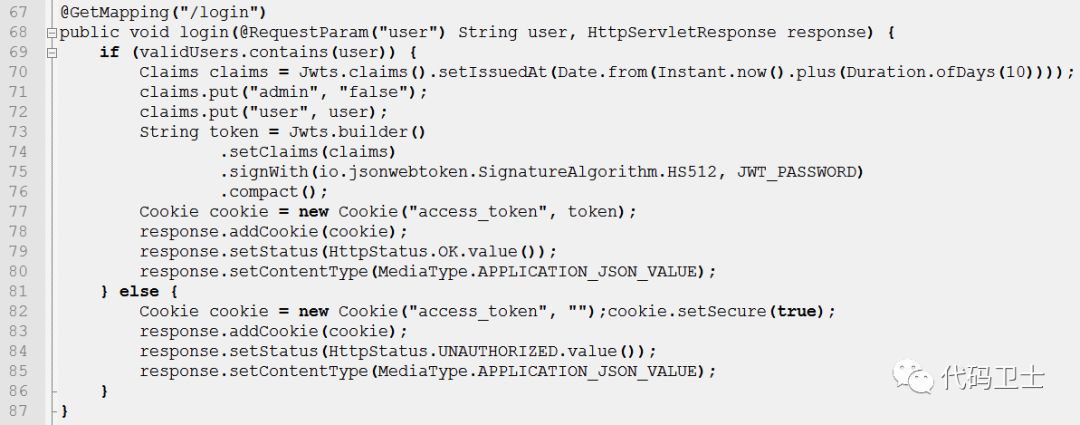 67 @GetMapping("/login")
68 public void login(@RequestParam("user") String user, HttpServletResponse response) {
69     if (validUsers.contains(user)) {
70         Claims claims = Jwts.claims().setIssuedAt(Date.from(Instant.now().plus(Duration.ofDays(10))));
71         claims.put("admin", "false");
72         claims.put("user", user);
73         String token = Jwts.builder()
74                 .setClaims(claims)
75                 .signWith(io.jsonwebtoken.SignatureAlgorithm.HS512, JWT_PASSWORD)
76                 .compact();
77         Cookie cookie = new Cookie("access_token", token);
78         response.addCookie(cookie);
79         response.setStatus(HttpStatus.OK.value());
80         response.setContentType(MediaType.APPLICATION_JSON_VALUE);
81     } else {
82         Cookie cookie = new Cookie("access_token", "");cookie.setSecure(true);
83         response.addCookie(cookie);
84         response.setStatus(HttpStatus.UNAUTHORIZED.value());
85         response.setContentType(MediaType.APPLICATION_JSON_VALUE);
86     }
87 }
代码卫士